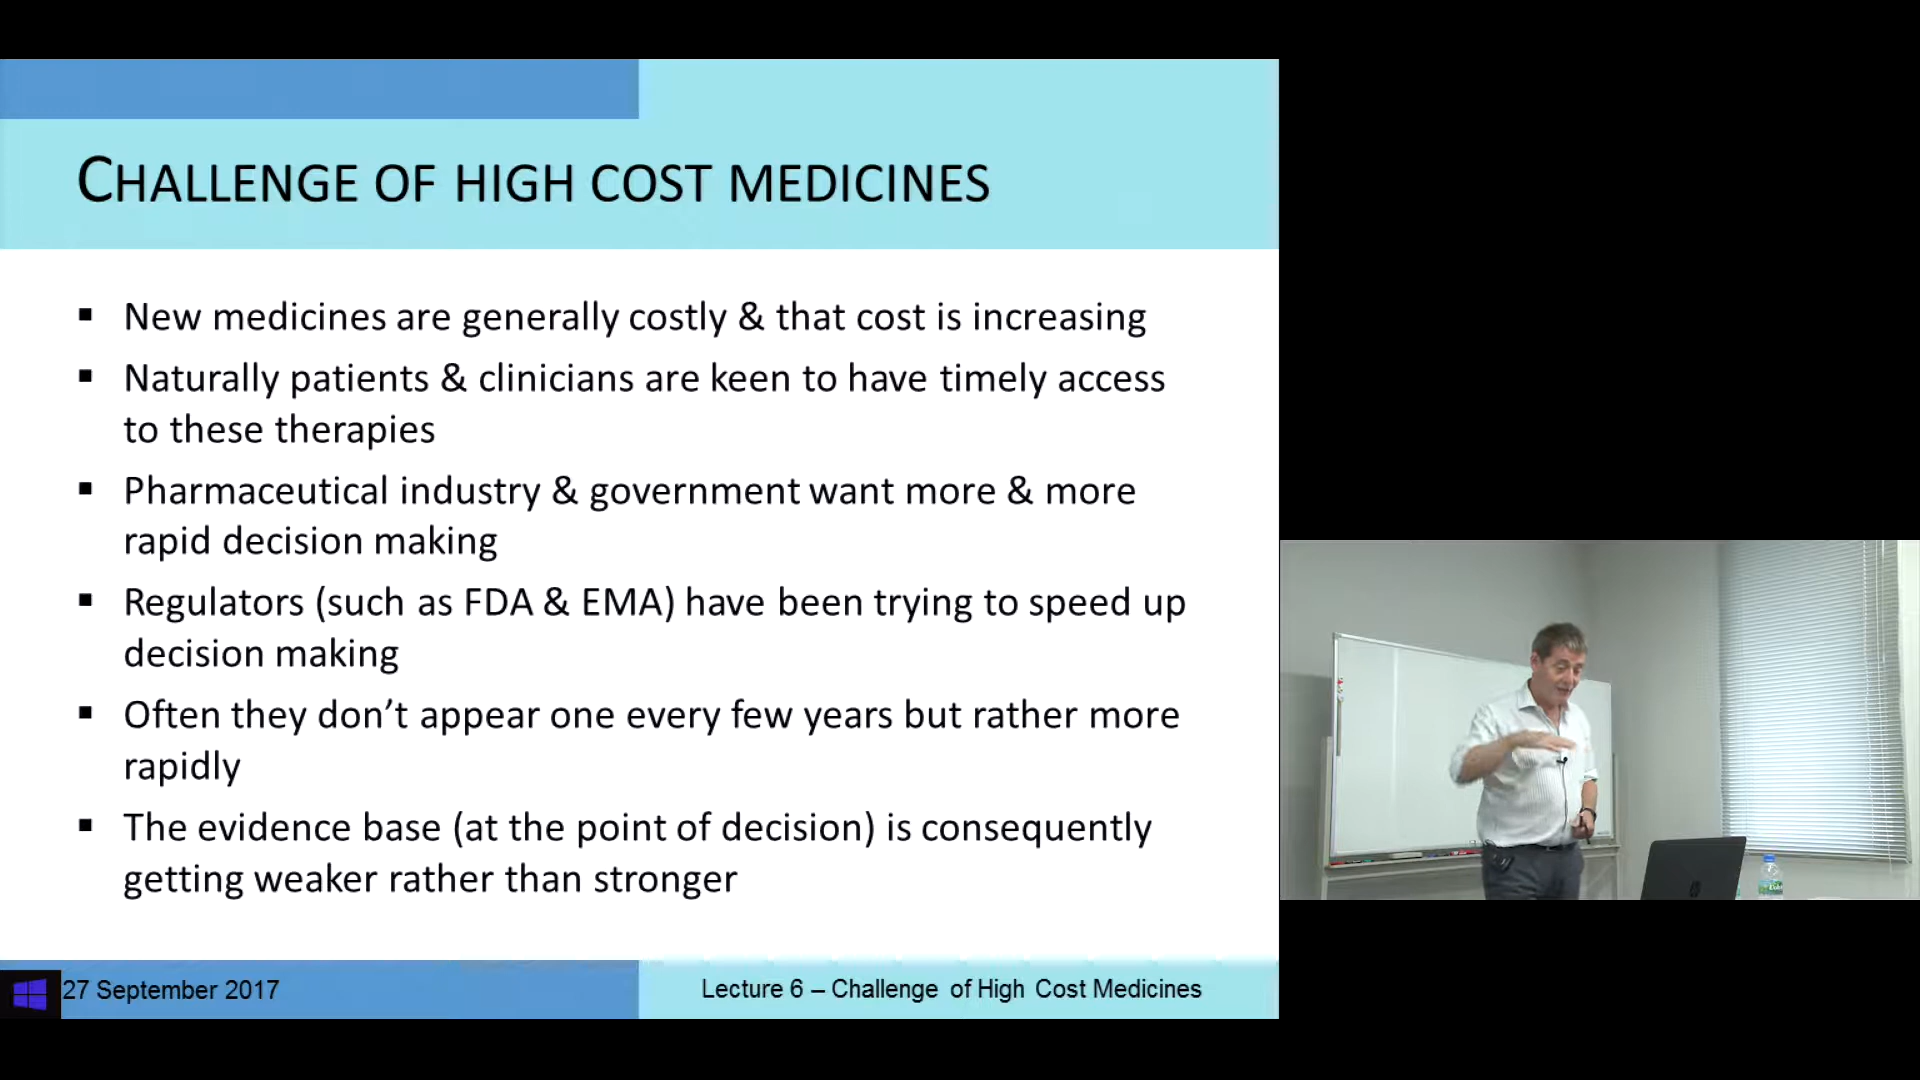 CHALLENGE OF HIGH COST MEDICINES
▪ New medicines are generally costly & that cost is increasing
▪ Naturally patients & clinicians are keen to have timely access
to these therapies
▪ Pharmaceutical industry & government want more & more
rapid decision making
▪ Regulators (such as FDA & EMA) have been trying to speed up
decision making
▪ Often they don’t appear one every few years but rather more
rapidly
▪ The evidence base (at the point of decision) is consequently
getting weaker rather than stronger
27 September 2017
Lecture 6 – Challenge of High Cost Medicines